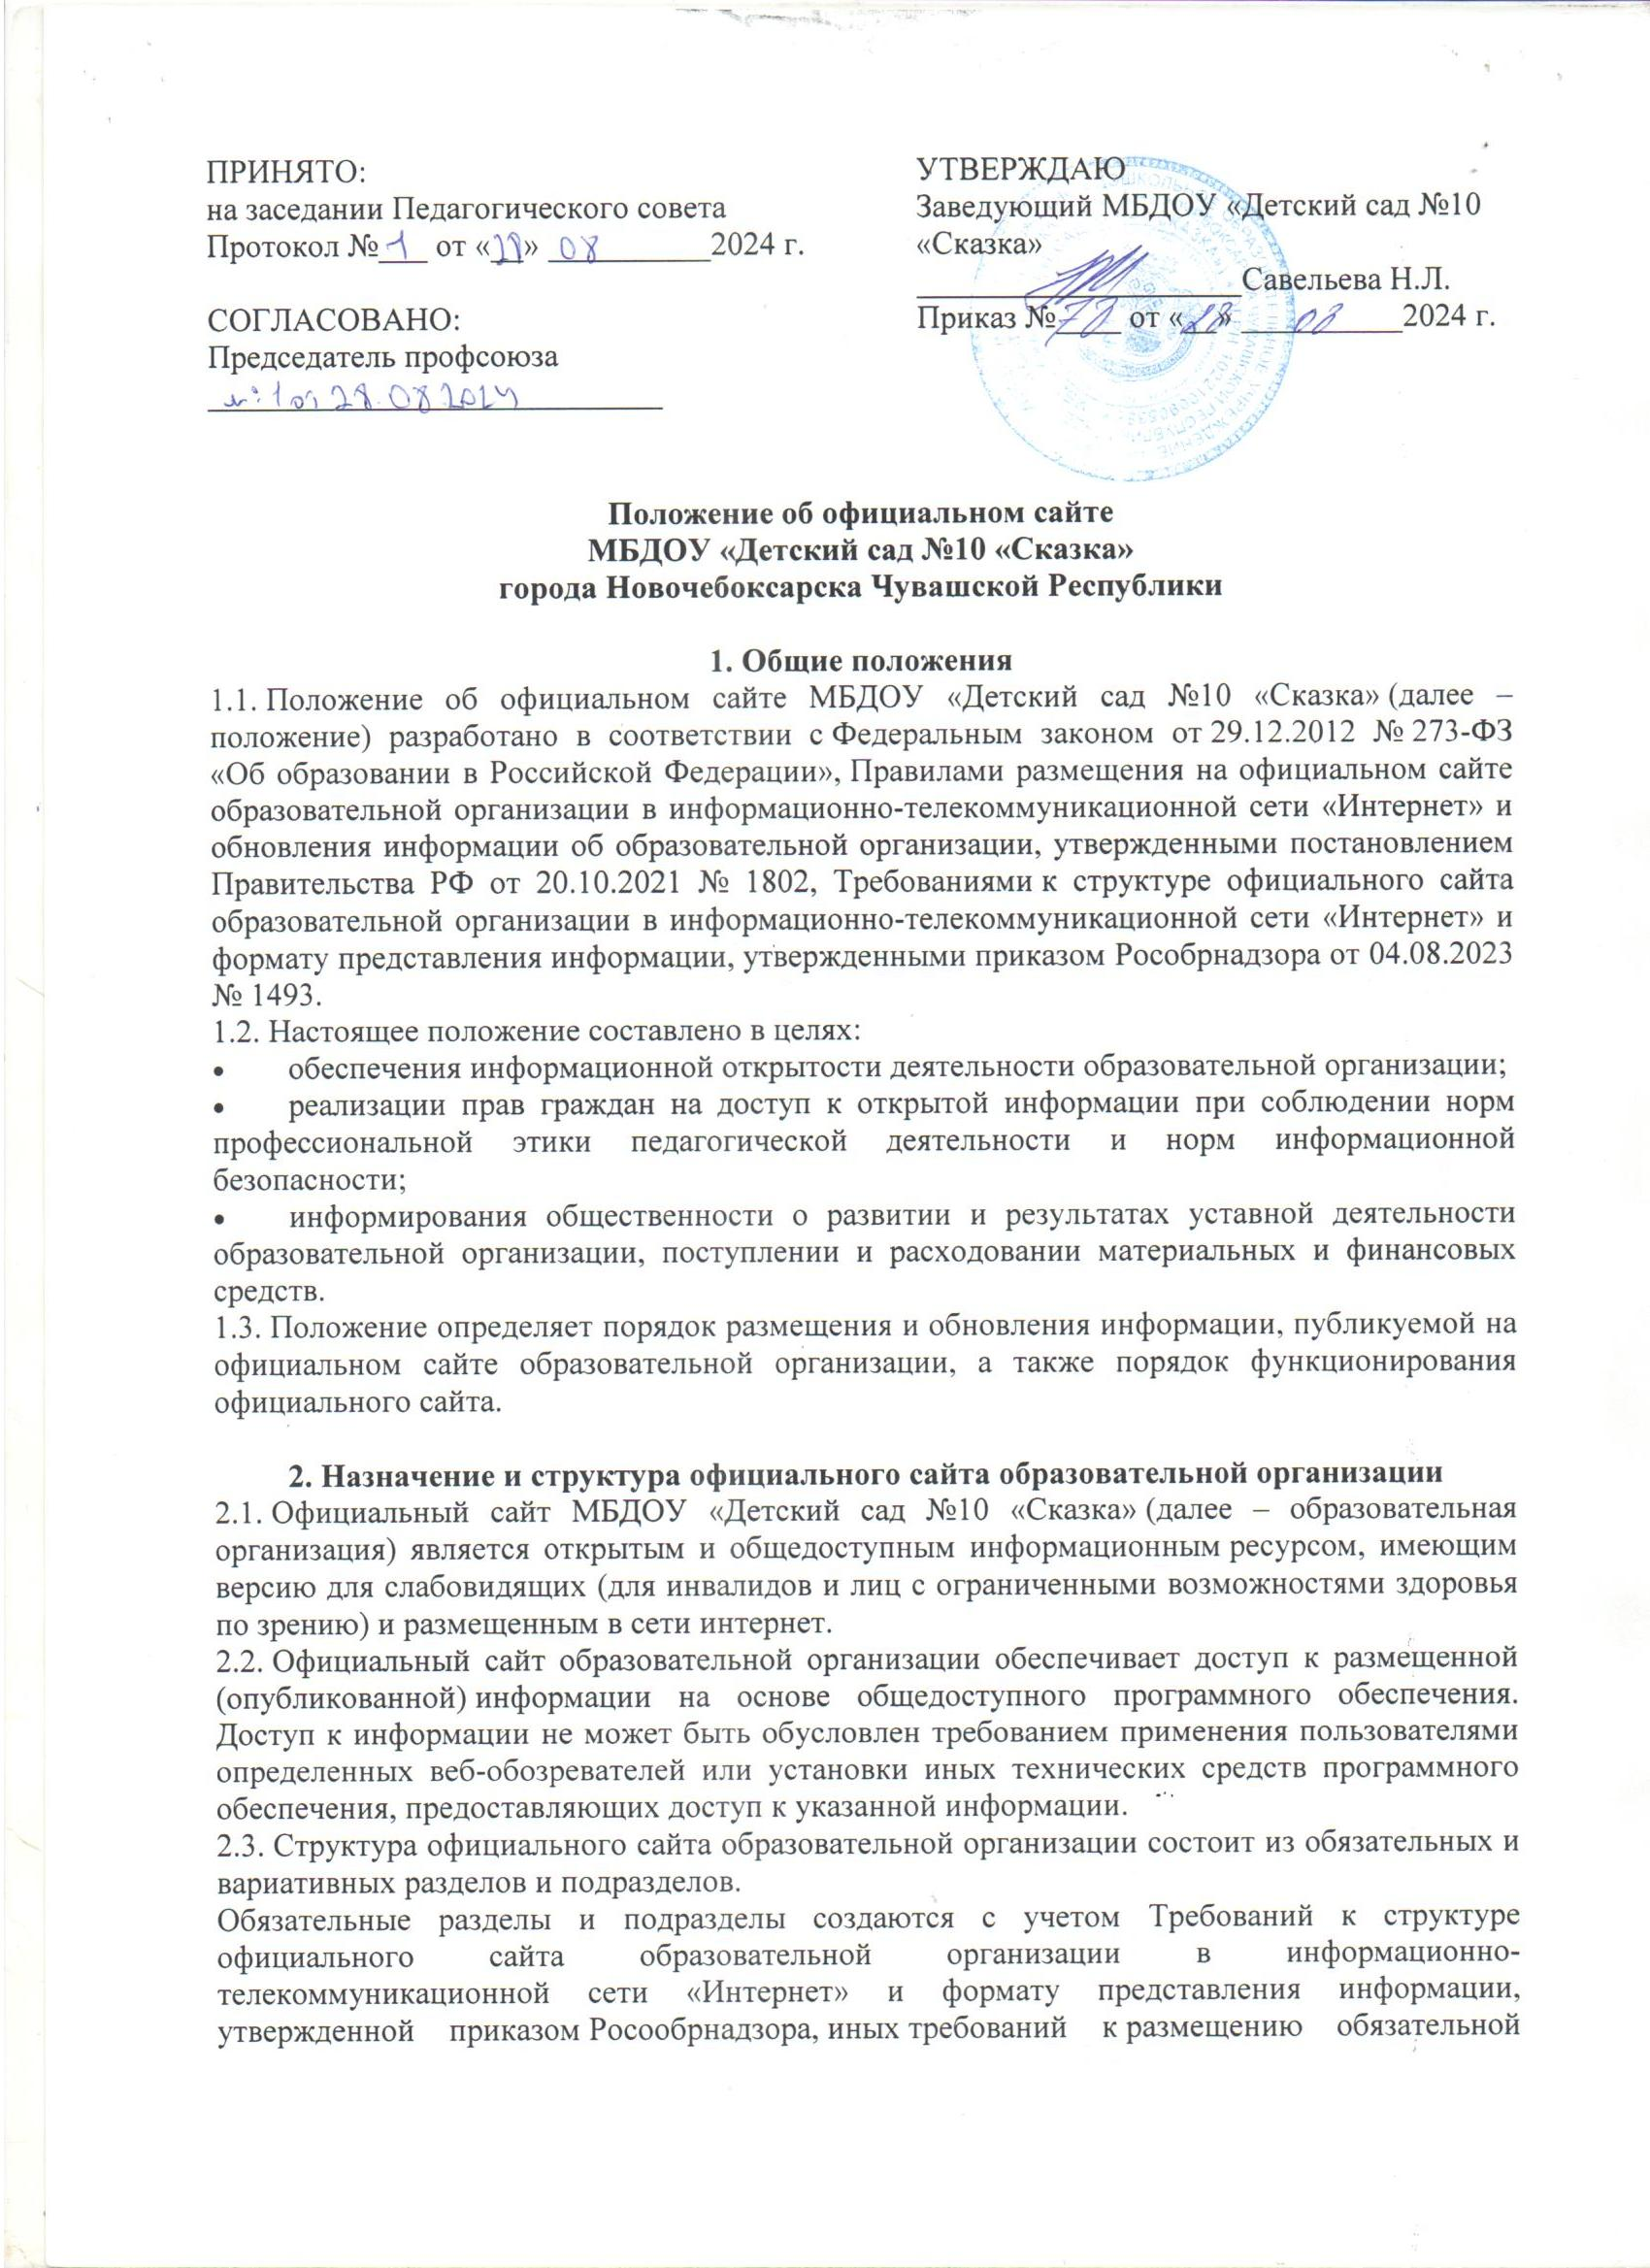 ПРИНЯТО:
на заседании Педагогического совета
Протокол № 1 от « » 08 2024 г.
СОГЛАСОВАНО:
Председатель профсоюза
№ 1 от 28.08.2024
УТВЕРЖДАЮ
Заведующий МБДОУ «Детский сад №10
«Сказка»
Савельева Н.Л.
Приказ № от «28» 08 2024 г.
Положение об официальном сайте
МБДОУ «Детский сад №10 «Сказка»
города Новочебоксарска Чувашской Республики
1. Общие положения
1.1. Положение об официальном сайте МБДОУ «Детский сад №10 «Сказка» (далее –
положение) разработано в соответствии с Федеральным законом от 29.12.2012 № 273-ФЗ
«Об образовании в Российской Федерации», Правилами размещения на официальном сайте
образовательной организации в информационно-телекоммуникационной сети «Интернет» и
обновления информации об образовательной организации, утвержденными постановлением
Правительства РФ от 20.10.2021 № 1802, Требованиями к структуре официального сайта
образовательной организации в информационно-телекоммуникационной сети «Интернет» и
формату представления информации, утвержденными приказом Рособрнадзора от 04.08.2023
№ 1493.
1.2. Настоящее положение составлено в целях:
• обеспечения информационной открытости деятельности образовательной организации;
• реализации прав граждан на доступ к открытой информации при соблюдении норм
профессиональной этики педагогической деятельности и норм информационной
безопасности;
• информирования общественности о развитии и результатах уставной деятельности
образовательной организации, поступлении и расходовании материальных и финансовых
средств.
1.3. Положение определяет порядок размещения и обновления информации, публикуемой на
официальном сайте образовательной организации, а также порядок функционирования
официального сайта.
2. Назначение и структура официального сайта образовательной организации
2.1. Официальный сайт МБДОУ «Детский сад №10 «Сказка» (далее – образовательная
организация) является открытым и общедоступным информационным ресурсом, имеющим
версию для слабовидящих (для инвалидов и лиц с ограниченными возможностями здоровья
по зрению) и размещенным в сети интернет.
2.2. Официальный сайт образовательной организации обеспечивает доступ к размещенной
(опубликованной) информации на основе общедоступного программного обеспечения.
Доступ к информации не может быть обусловлен требованием применения пользователями
определенных веб-обозревателей или установки иных технических средств программного
обеспечения, предоставляющих доступ к указанной информации.
2.3. Структура официального сайта образовательной организации состоит из обязательных и
вариативных разделов и подразделов.
Обязательные разделы и подразделы создаются с учетом Требований к структуре
официального сайта образовательной организации в информационно-
телекоммуникационной сети «Интернет» и формату представления информации,
утвержденной приказом Росообрнадзора, иных требований к размещению обязательной